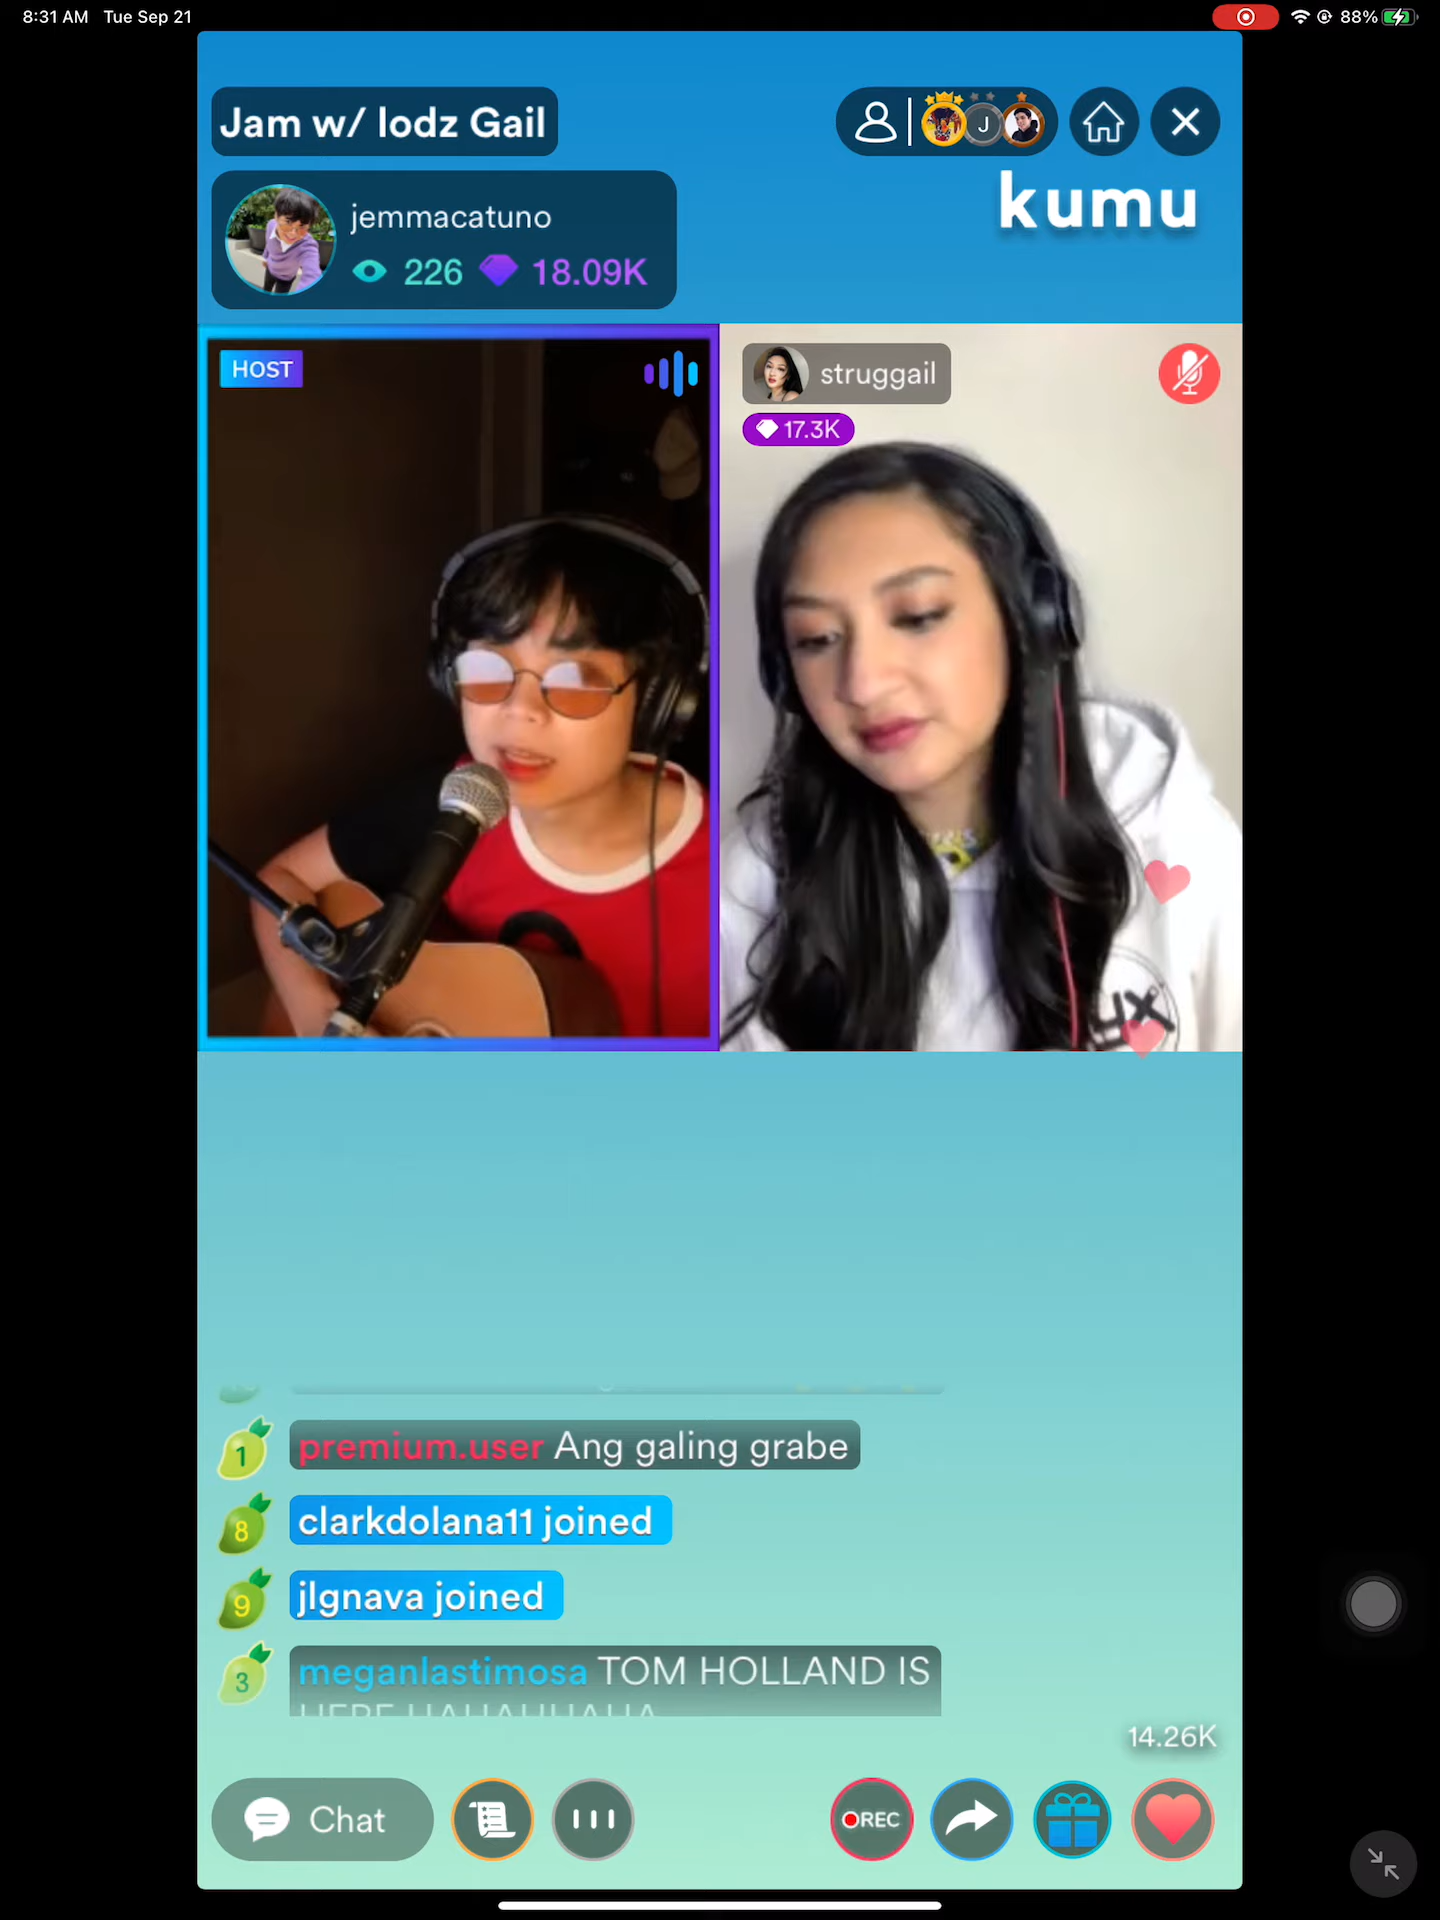 8:31 AM Tue Sep 21
88%
Jam w/ lodz Gail
J
kumu
jemmacatuno
226 18.09K
HOST
struggail
17.3K
1 premium.user Ang galing grabe
8 clarkdolana11 joined
9 jlgnava joined
3 meganlastimosa TOM HOLLAND IS
HERE HAHAHHAHA
14.26K
Chat
REC